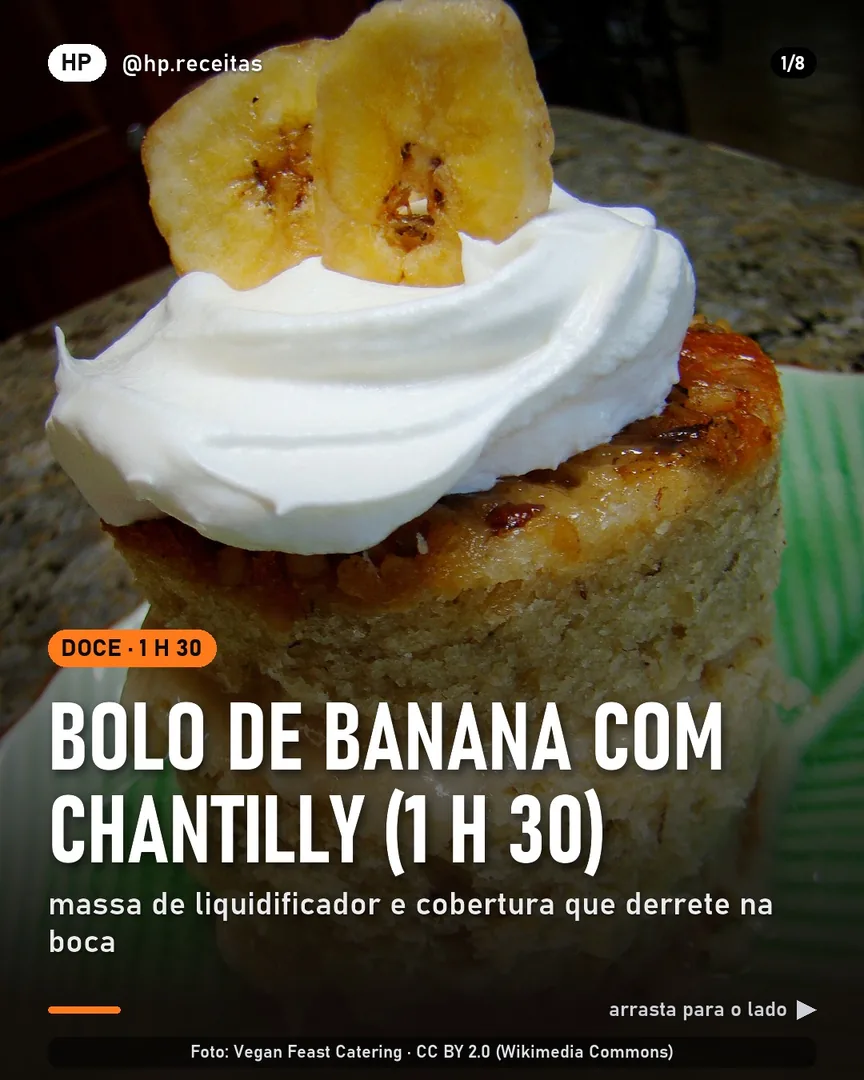 HP @hp.receitas 1/8
DOCE · 1 H 30
BOLO DE BANANA COM
CHANTILLY (1 H 30)
massa de liquidificador e cobertura que derrete na
boca
arrasta para o lado ▶
Foto: Vegan Feast Catering · CC BY 2.0 (Wikimedia Commons)